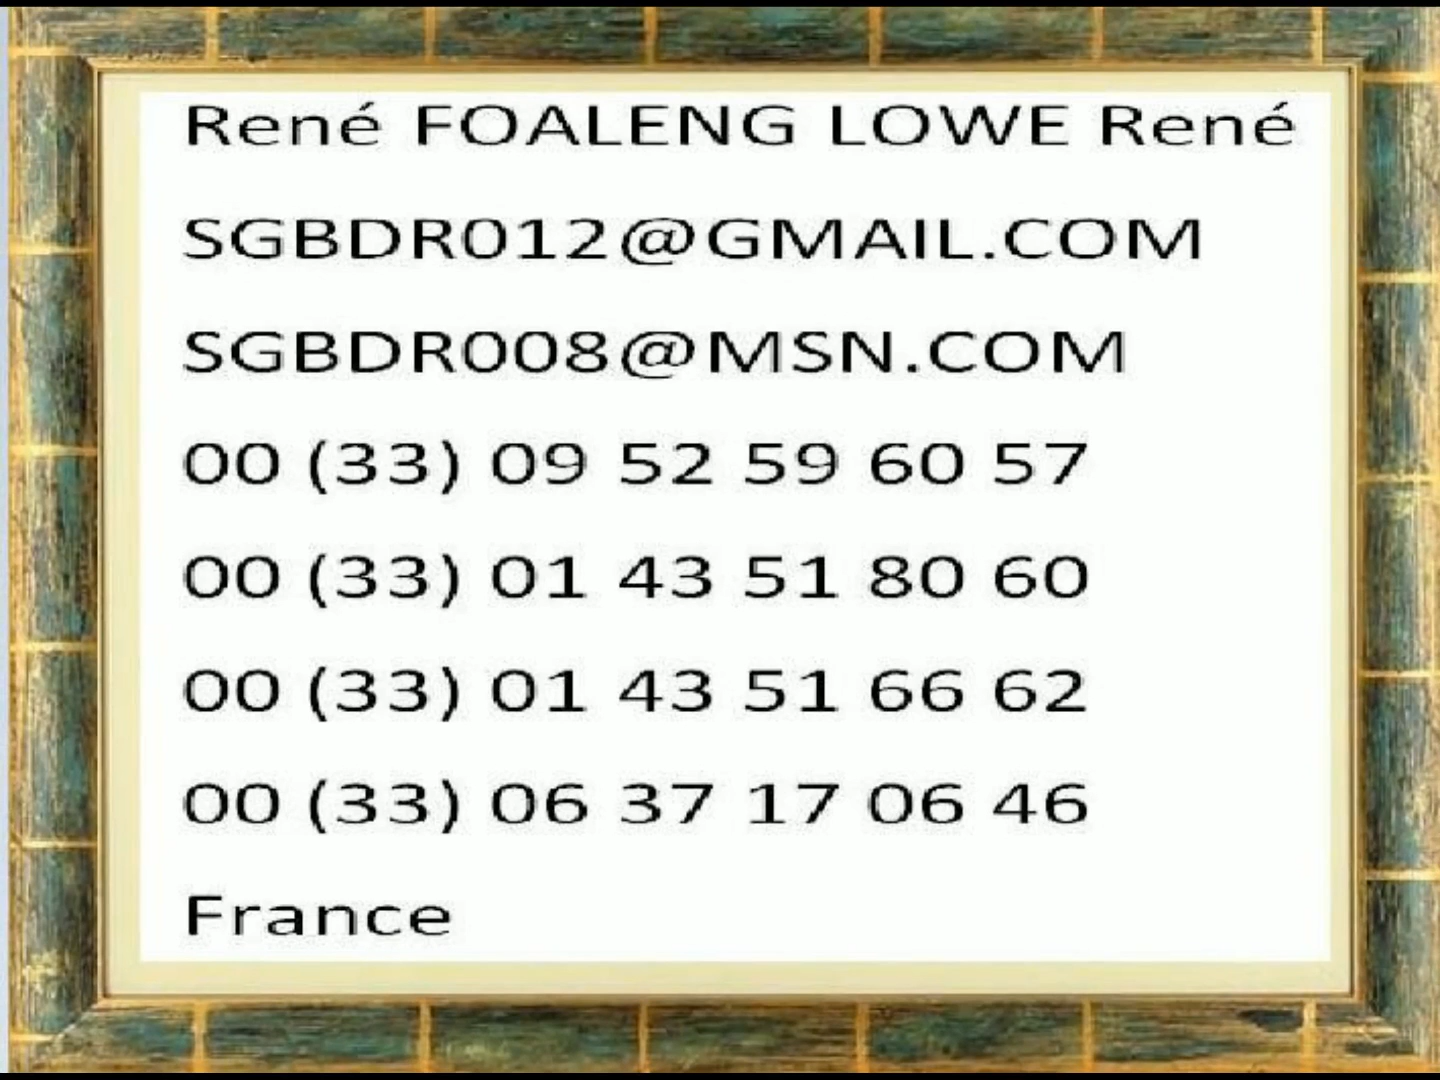 René FOALENG LOWE René
SGBDR012@GMAIL.COM
SGBDR008@MSN.COM
00 (33) 09 52 59 60 57
00 (33) 01 43 51 80 60
00 (33) 01 43 51 66 62
00 (33) 06 37 17 06 46
France